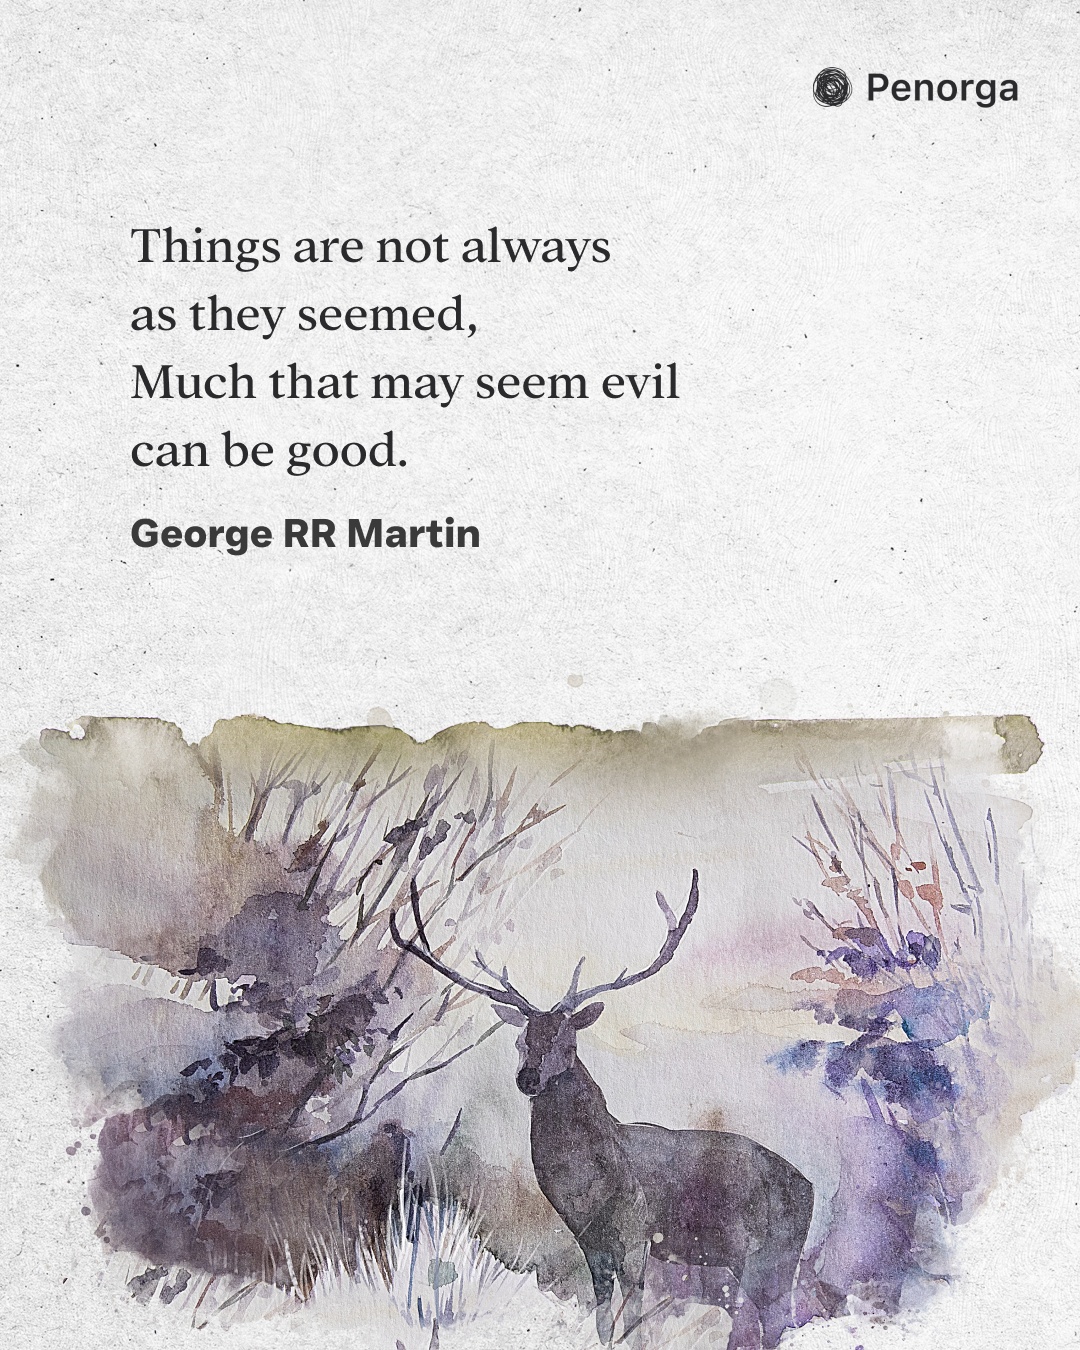 Penorga
Things are not always
as they seemed,
Much that may seem evil
can be good.
George RR Martin